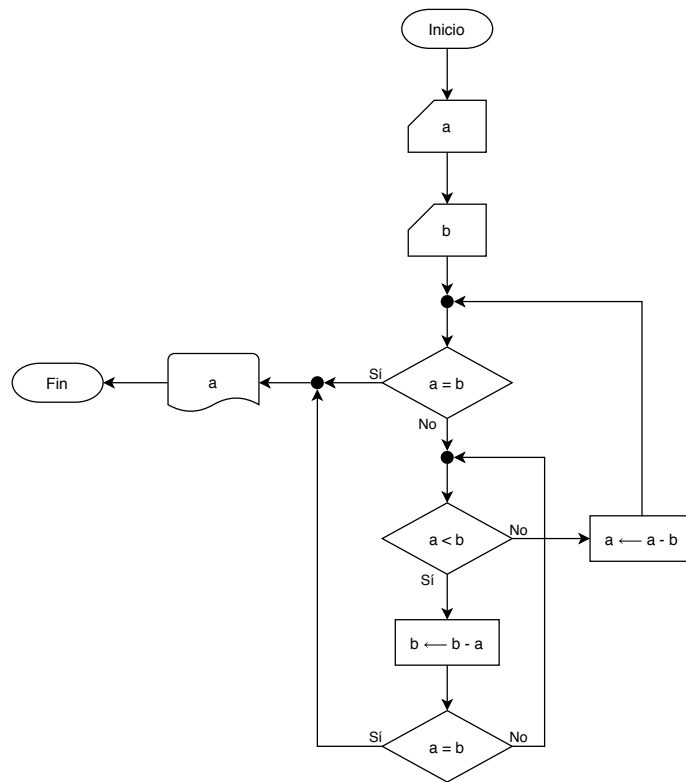 Inicio
a
b
a = b
Sí
No
a
Fin
a < b
No
Sí
a ⟵ a - b
b ⟵ b - a
a = b
Sí
No